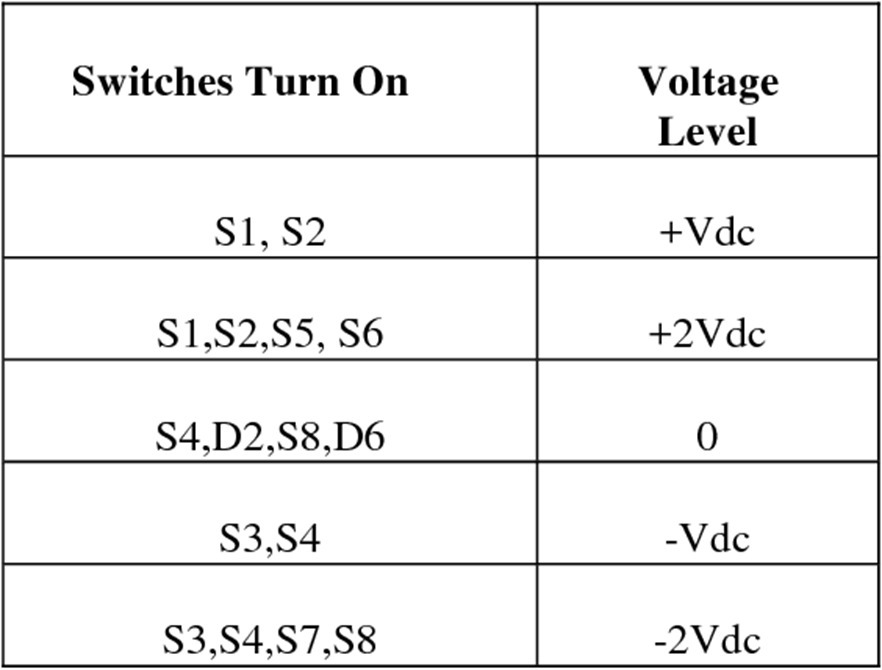 Switches Turn On
Voltage
Level
S1, S2
+Vdc
S1,S2,S5, S6
+2Vdc
S4,D2,S8,D6
0
S3,S4
-Vdc
S3,S4,S7,S8
-2Vdc